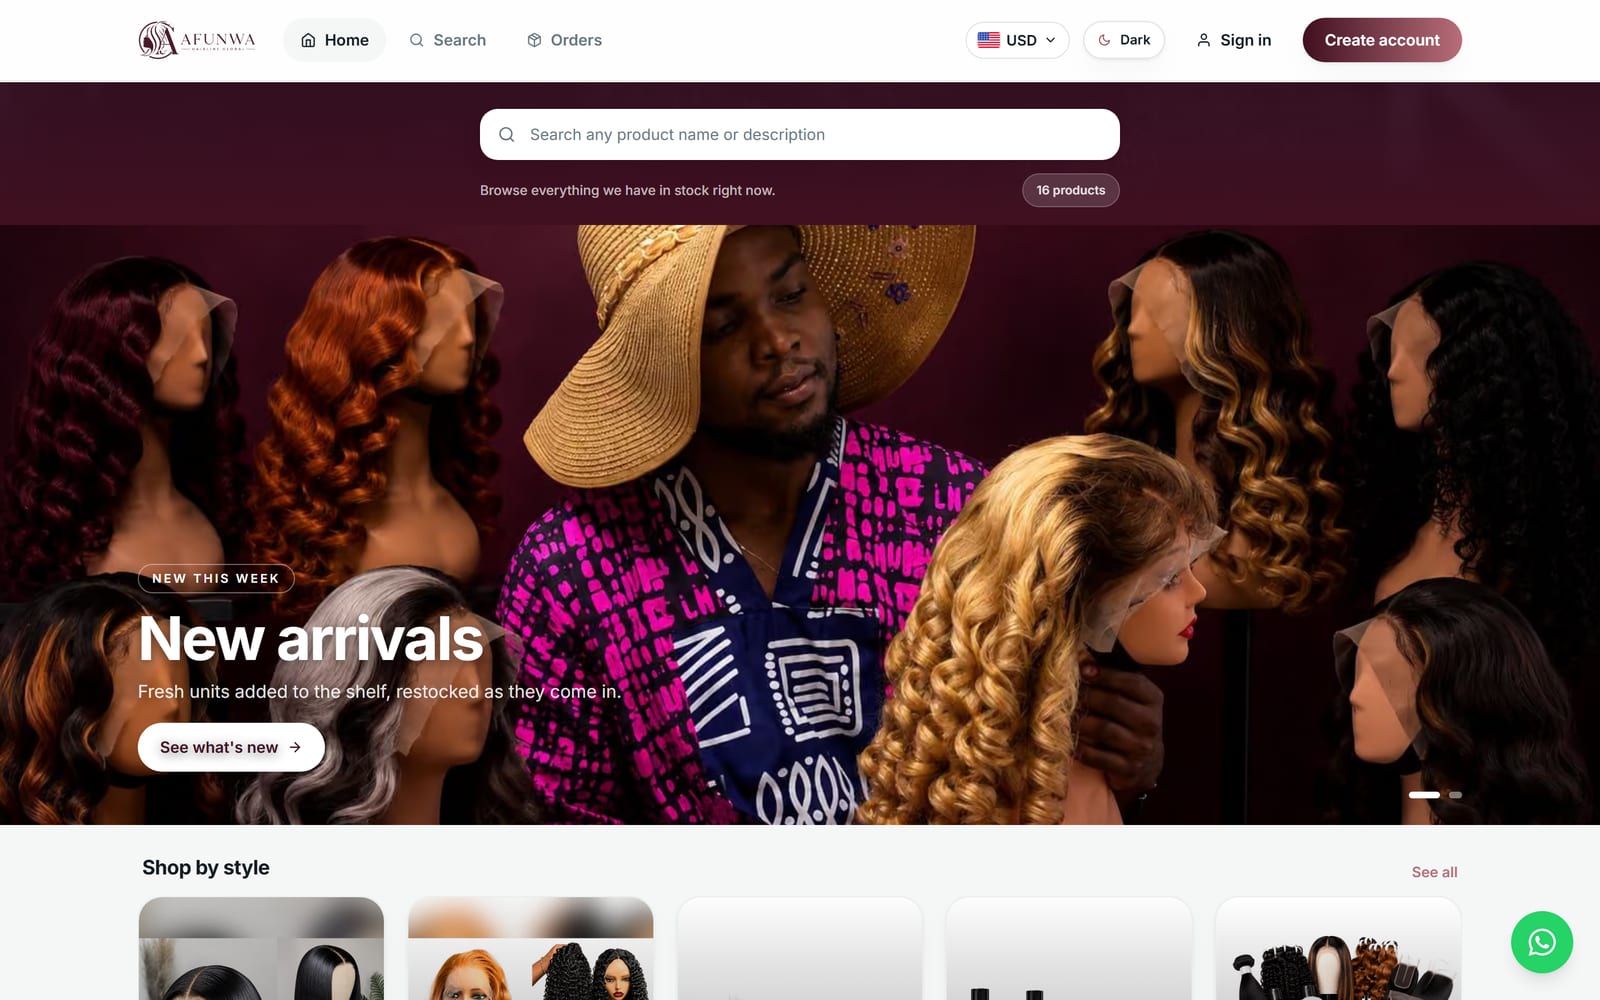 AFUNWA
HAIRLINE GLOBAL
Home
Search
Orders
USD
Dark
Sign in
Create account
Search any product name or description
Browse everything we have in stock right now.
16 products
NEW THIS WEEK
New arrivals
Fresh units added to the shelf, restocked as they come in.
See what's new
Shop by style
See all